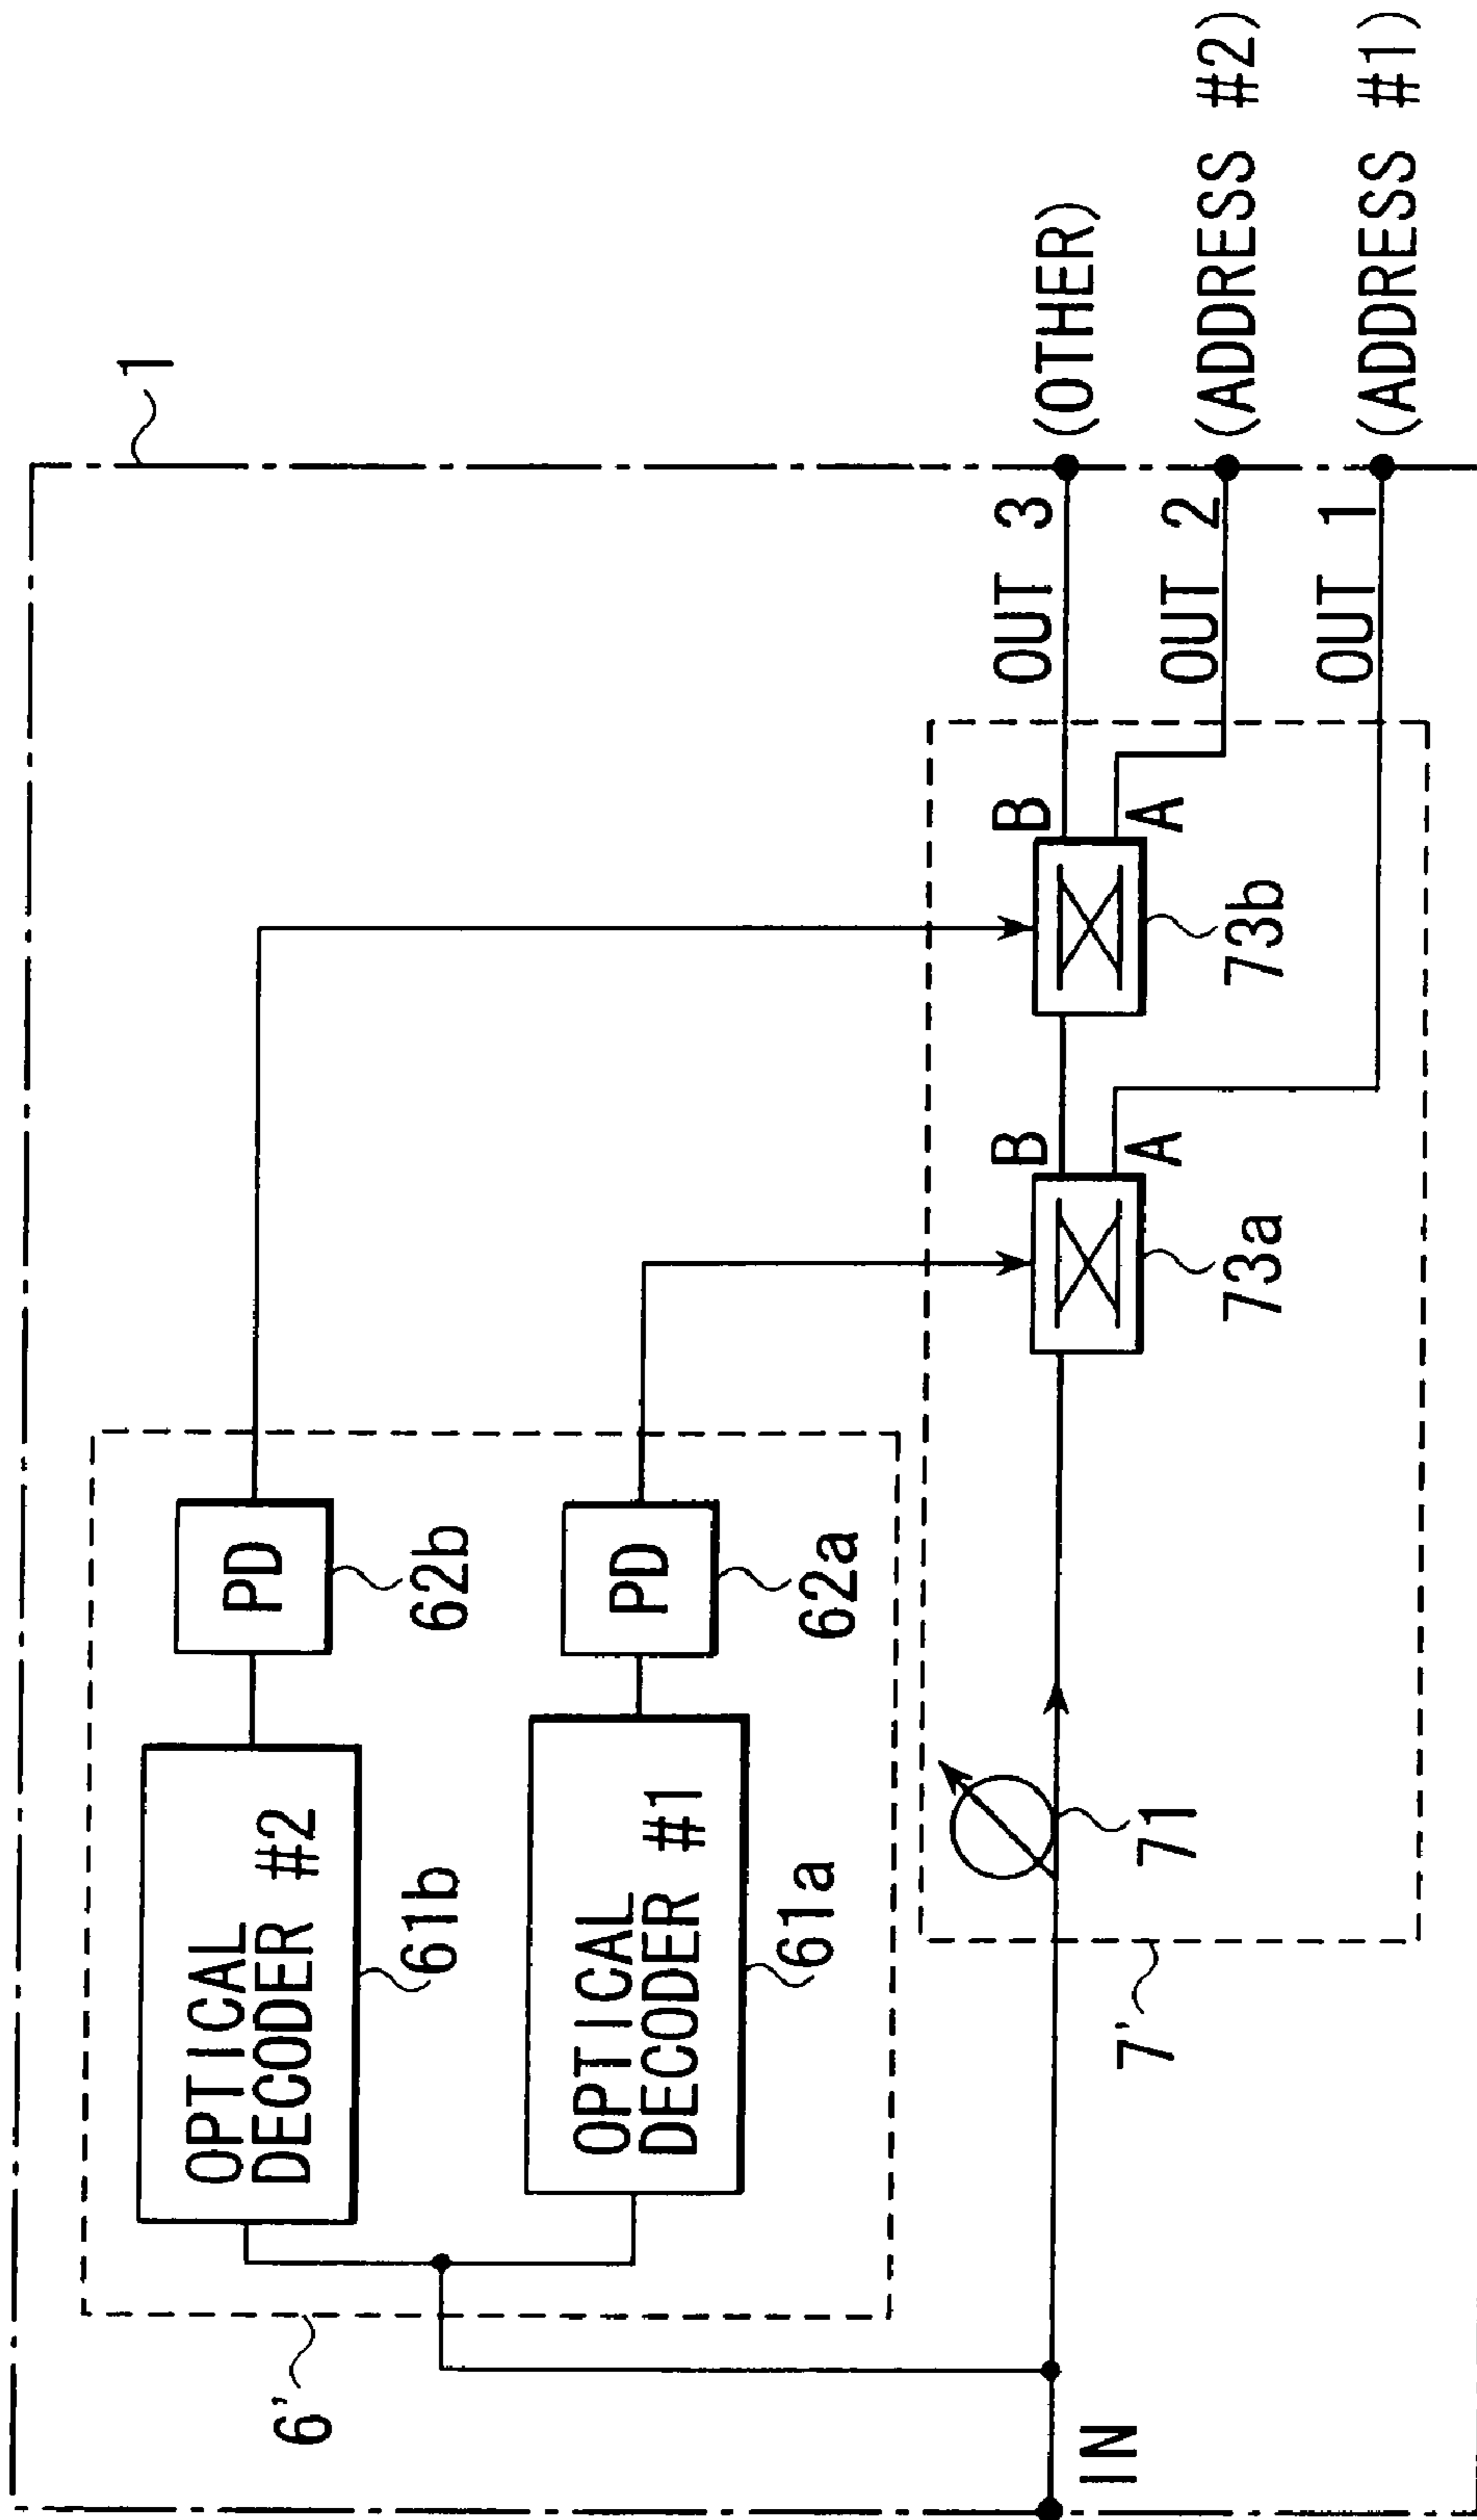 1
6'
OPTICAL
DECODER #2
61b
PD
62b
OPTICAL
DECODER #1
61a
PD
62a
IN
7'
71
73a
B
A
73b
B
A
OUT 3
(OTHER)
OUT 2
(ADDRESS #2)
OUT 1
(ADDRESS #1)